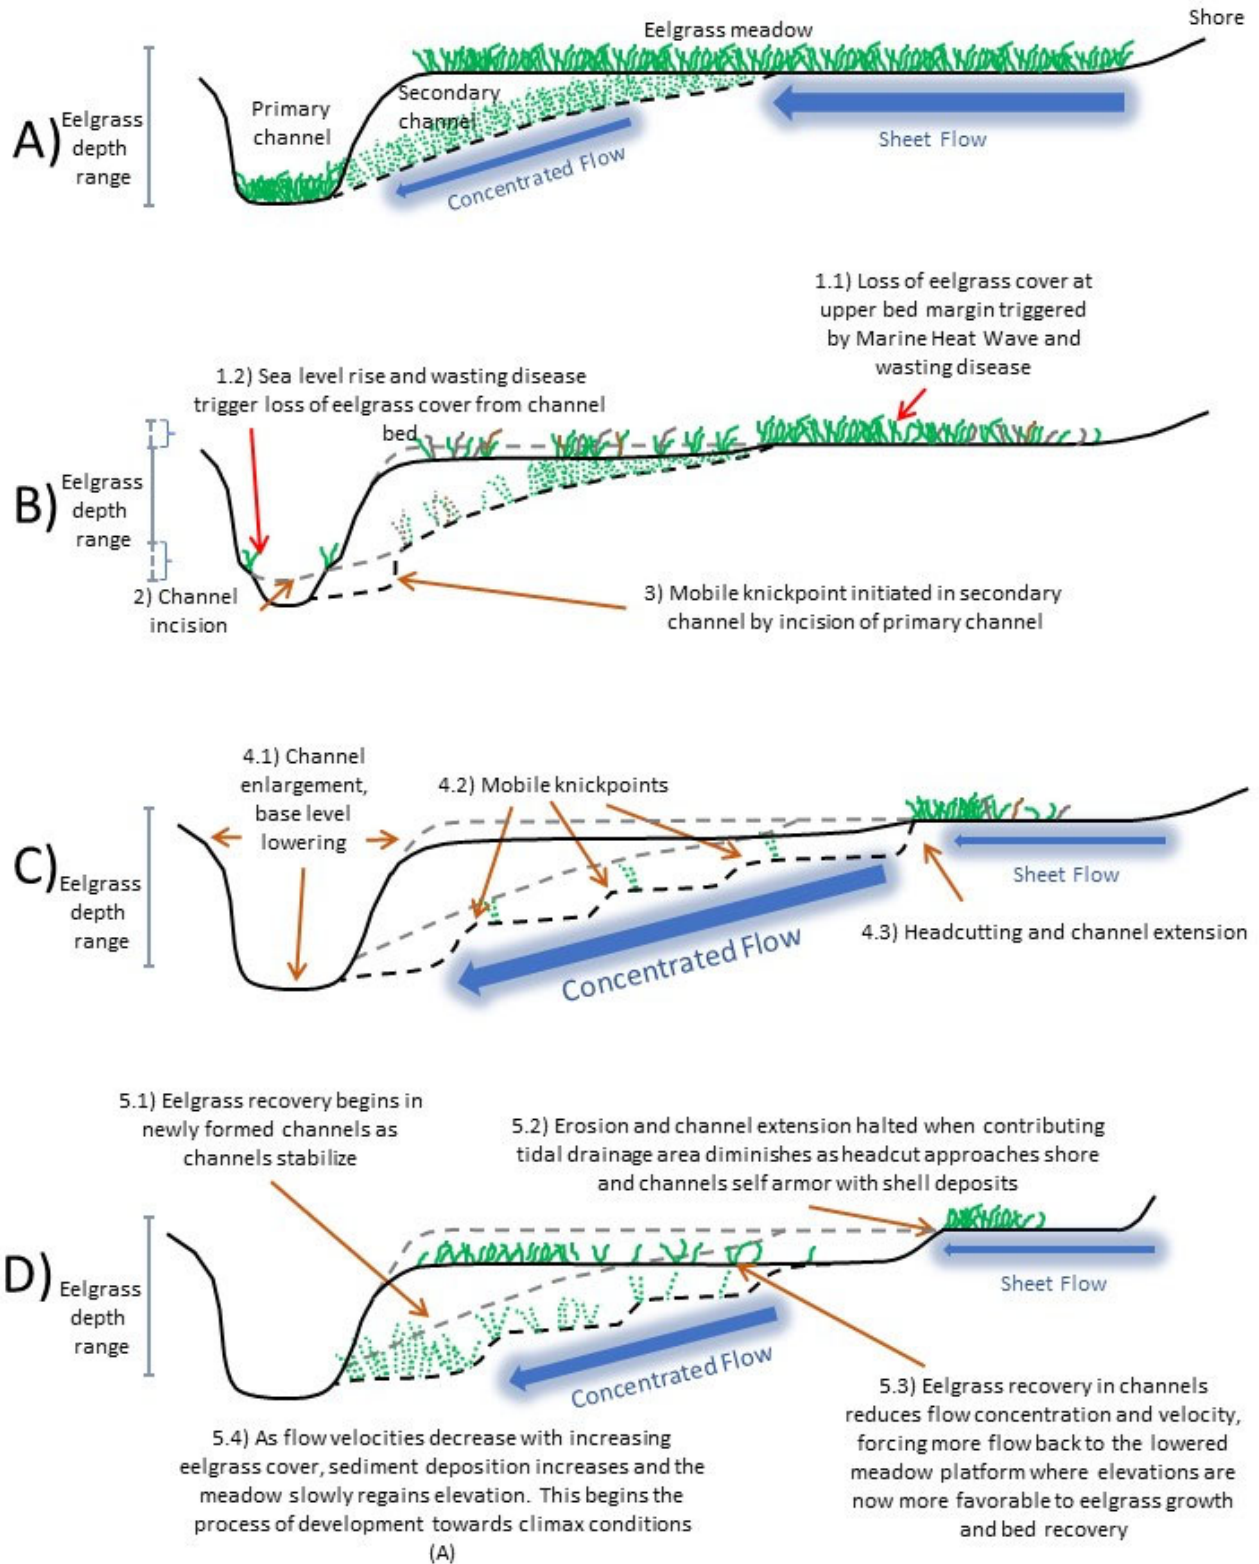 Shore
Eelgrass meadow
A)
Eelgrass
depth
range
Primary
channel
Secondary
channel
Concentrated Flow
Sheet Flow
1.1) Loss of eelgrass cover at
upper bed margin triggered
by Marine Heat Wave and
wasting disease
1.2) Sea level rise and wasting disease
trigger loss of eelgrass cover from channel
bed
B)
Eelgrass
depth
range
2) Channel
incision
3) Mobile knickpoint initiated in secondary
channel by incision of primary channel
4.1) Channel
enlargement,
base level
lowering
4.2) Mobile knickpoints
C)
Eelgrass
depth
range
Sheet Flow
4.3) Headcutting and channel extension
Concentrated Flow
5.1) Eelgrass recovery begins in
newly formed channels as
channels stabilize
5.2) Erosion and channel extension halted when contributing
tidal drainage area diminishes as headcut approaches shore
and channels self armor with shell deposits
D)
Eelgrass
depth
range
Sheet Flow
Concentrated Flow
5.3) Eelgrass recovery in channels
reduces flow concentration and velocity,
forcing more flow back to the lowered
meadow platform where elevations are
now more favorable to eelgrass growth
and bed recovery
5.4) As flow velocities decrease with increasing
eelgrass cover, sediment deposition increases and the
meadow slowly regains elevation. This begins the
process of development towards climax conditions
(A)